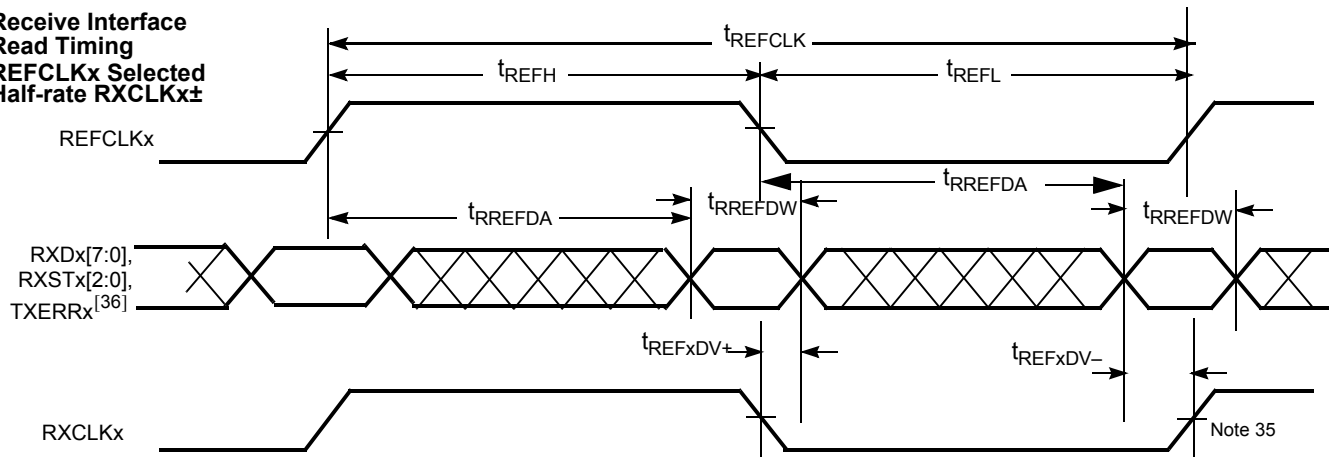 Receive Interface
Read Timing
REFCLKx Selected
Half-rate RXCLKx±
tREFCLK
tREFH
tREFL
REFCLKx
tRREFDA
tRREFDW
tRREFDA
tRREFDW
RXDx[7:0],
RXSTx[2:0],
TXERRx[36]
tREFxDV+
tREFxDV–
RXCLKx
Note 35